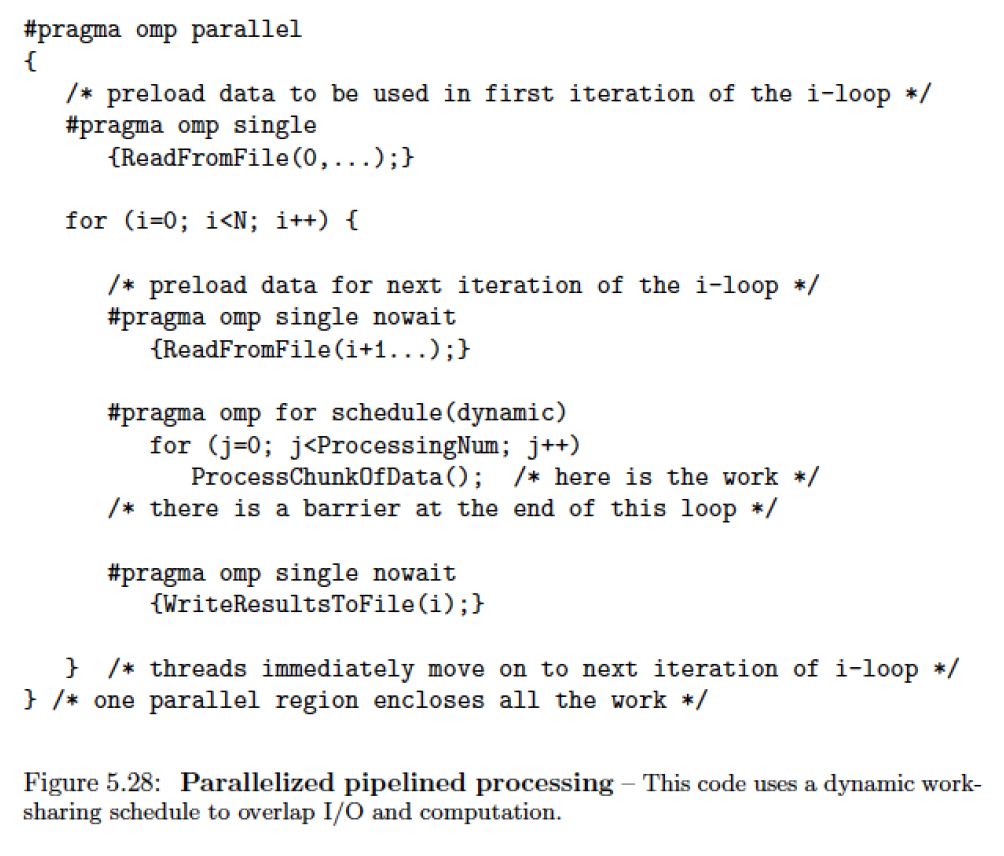 #pragma omp parallel
{
   /* preload data to be used in first iteration of the i-loop */
   #pragma omp single
      {ReadFromFile(0,...);}

   for (i=0; i<N; i++) {

      /* preload data for next iteration of the i-loop */
      #pragma omp single nowait
         {ReadFromFile(i+1...);}

      #pragma omp for schedule(dynamic)
         for (j=0; j<ProcessingNum; j++)
            ProcessChunkOfData();  /* here is the work */
      /* there is a barrier at the end of this loop */

      #pragma omp single nowait
         {WriteResultsToFile(i);}

   }  /* threads immediately move on to next iteration of i-loop */
} /* one parallel region encloses all the work */

Figure 5.28: Parallelized pipelined processing – This code uses a dynamic work-
sharing schedule to overlap I/O and computation.